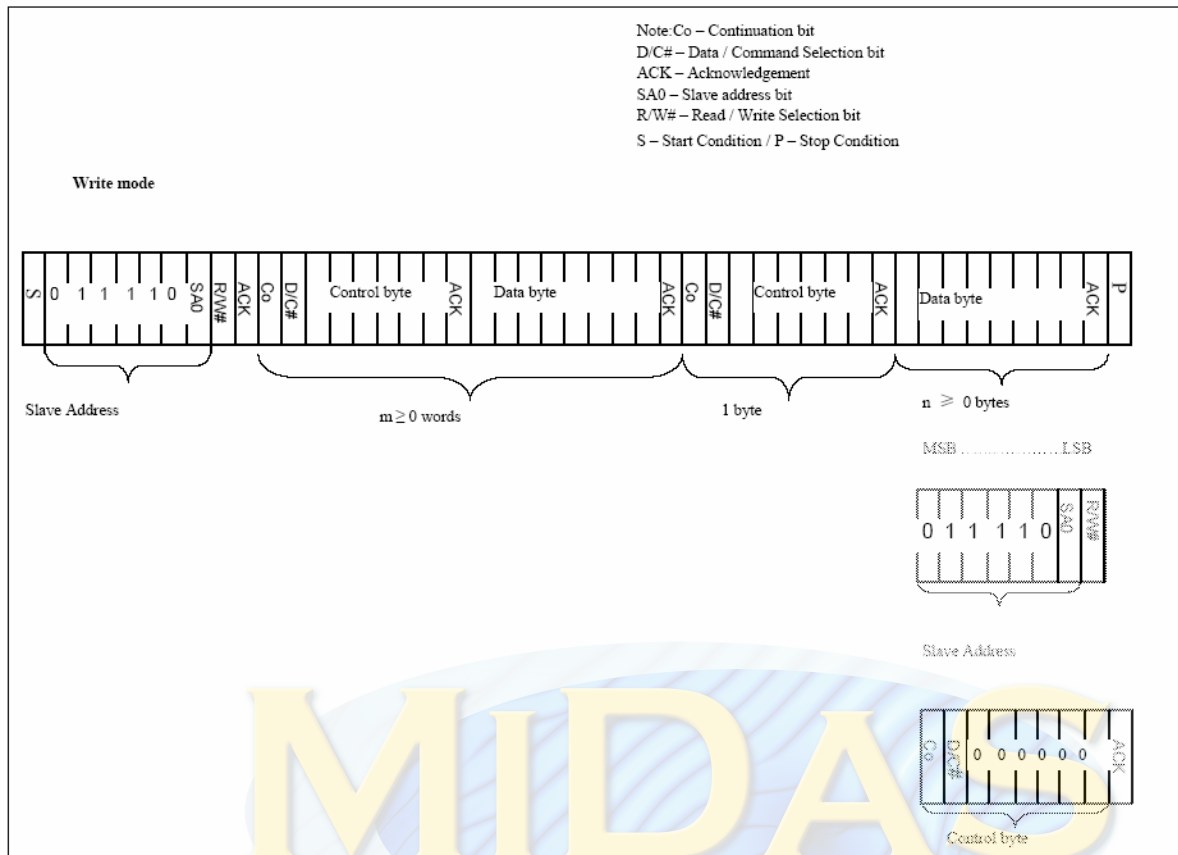 Note:Co – Continuation bit
D/C# – Data / Command Selection bit
ACK – Acknowledgement
SA0 – Slave address bit
R/W# – Read / Write Selection bit
S – Start Condition / P – Stop Condition
Write mode
S 0 1 1 1 1 0 SA0 R/W# ACK Co D/C# Control byte ACK Data byte ACK Co D/C# Control byte ACK Data byte ACK P
Slave Address
m ≥ 0 words
1 byte
n ≥ 0 bytes
MSB ....................LSB
0 1 1 1 1 0 SA0 R/W#
Slave Address
Co D/C# 0 0 0 0 0 0 ACK
Control byte
MIDAS